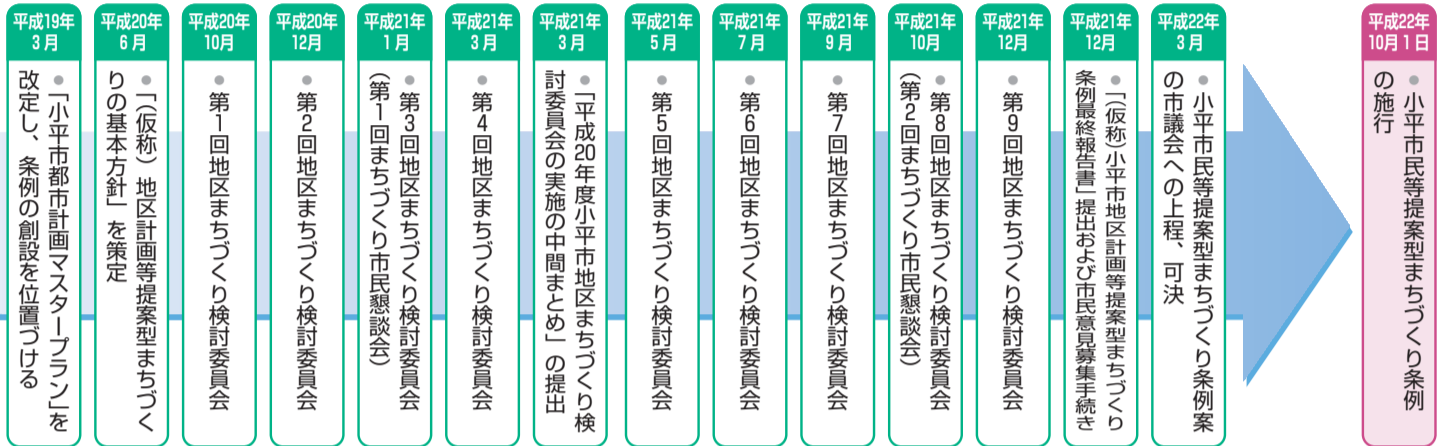 平成19年
3月
●「小平市都市計画マスタープラン」を
改定し、条例の創設を位置づける
平成20年
6月
●「(仮称)地区計画等提案型まちづく
りの基本方針」を策定
平成20年
10月
●第1回地区まちづくり検討委員会
平成20年
12月
●第2回地区まちづくり検討委員会
平成21年
1月
●第3回地区まちづくり検討委員会
(第1回まちづくり市民懇談会)
平成21年
3月
●第4回地区まちづくり検討委員会
平成21年
3月
●「平成20年度小平市地区まちづくり検
討委員会の実施の中間まとめ」の提出
平成21年
5月
●第5回地区まちづくり検討委員会
平成21年
7月
●第6回地区まちづくり検討委員会
平成21年
9月
●第7回地区まちづくり検討委員会
平成21年
10月
●第8回地区まちづくり検討委員会
(第2回まちづくり市民懇談会)
平成21年
12月
●第9回地区まちづくり検討委員会
平成21年
12月
●「(仮称)小平市地区計画等提案型まちづくり
条例最終報告書」提出および市民意見募集手続き
平成22年
3月
●小平市民等提案型まちづくり条例案
の市議会への上程、可決
平成22年
10月1日
●小平市民等提案型まちづくり条例
の施行